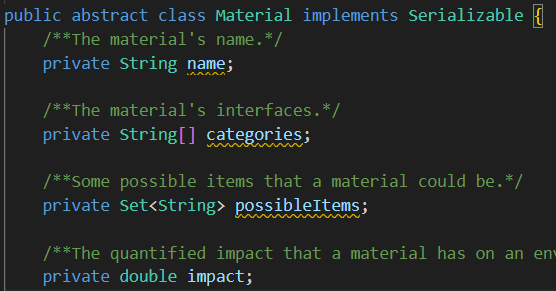 public abstract class Material implements Serializable {
/**The material's name.*/
private String name;
/**The material's interfaces.*/
private String[] categories;
/**Some possible items that a material could be.*/
private Set<String> possibleItems;
/**The quantified impact that a material has on an
private double impact;